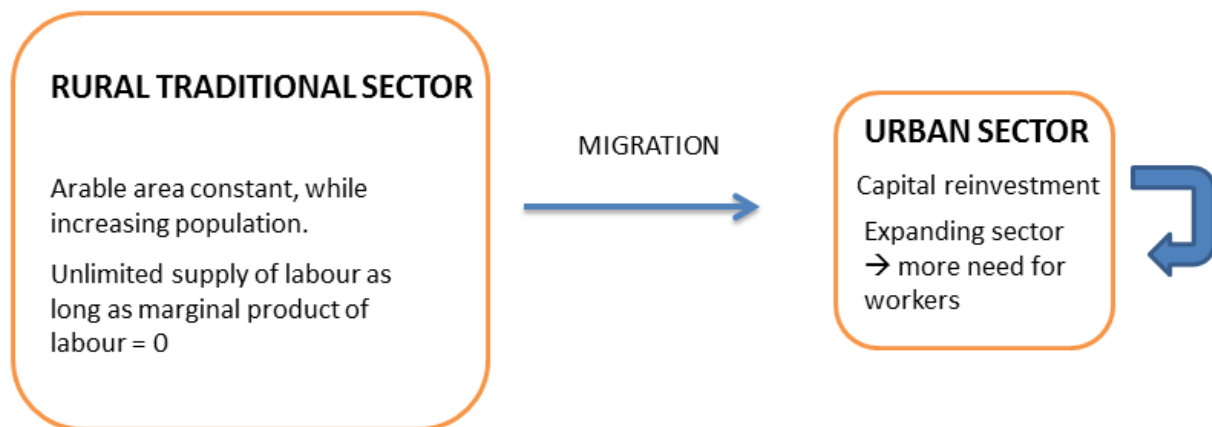 RURAL TRADITIONAL SECTOR
Arable area constant, while
increasing population.
Unlimited supply of labour as
long as marginal product of
labour = 0
MIGRATION
URBAN SECTOR
Capital reinvestment
Expanding sector
→ more need for
workers